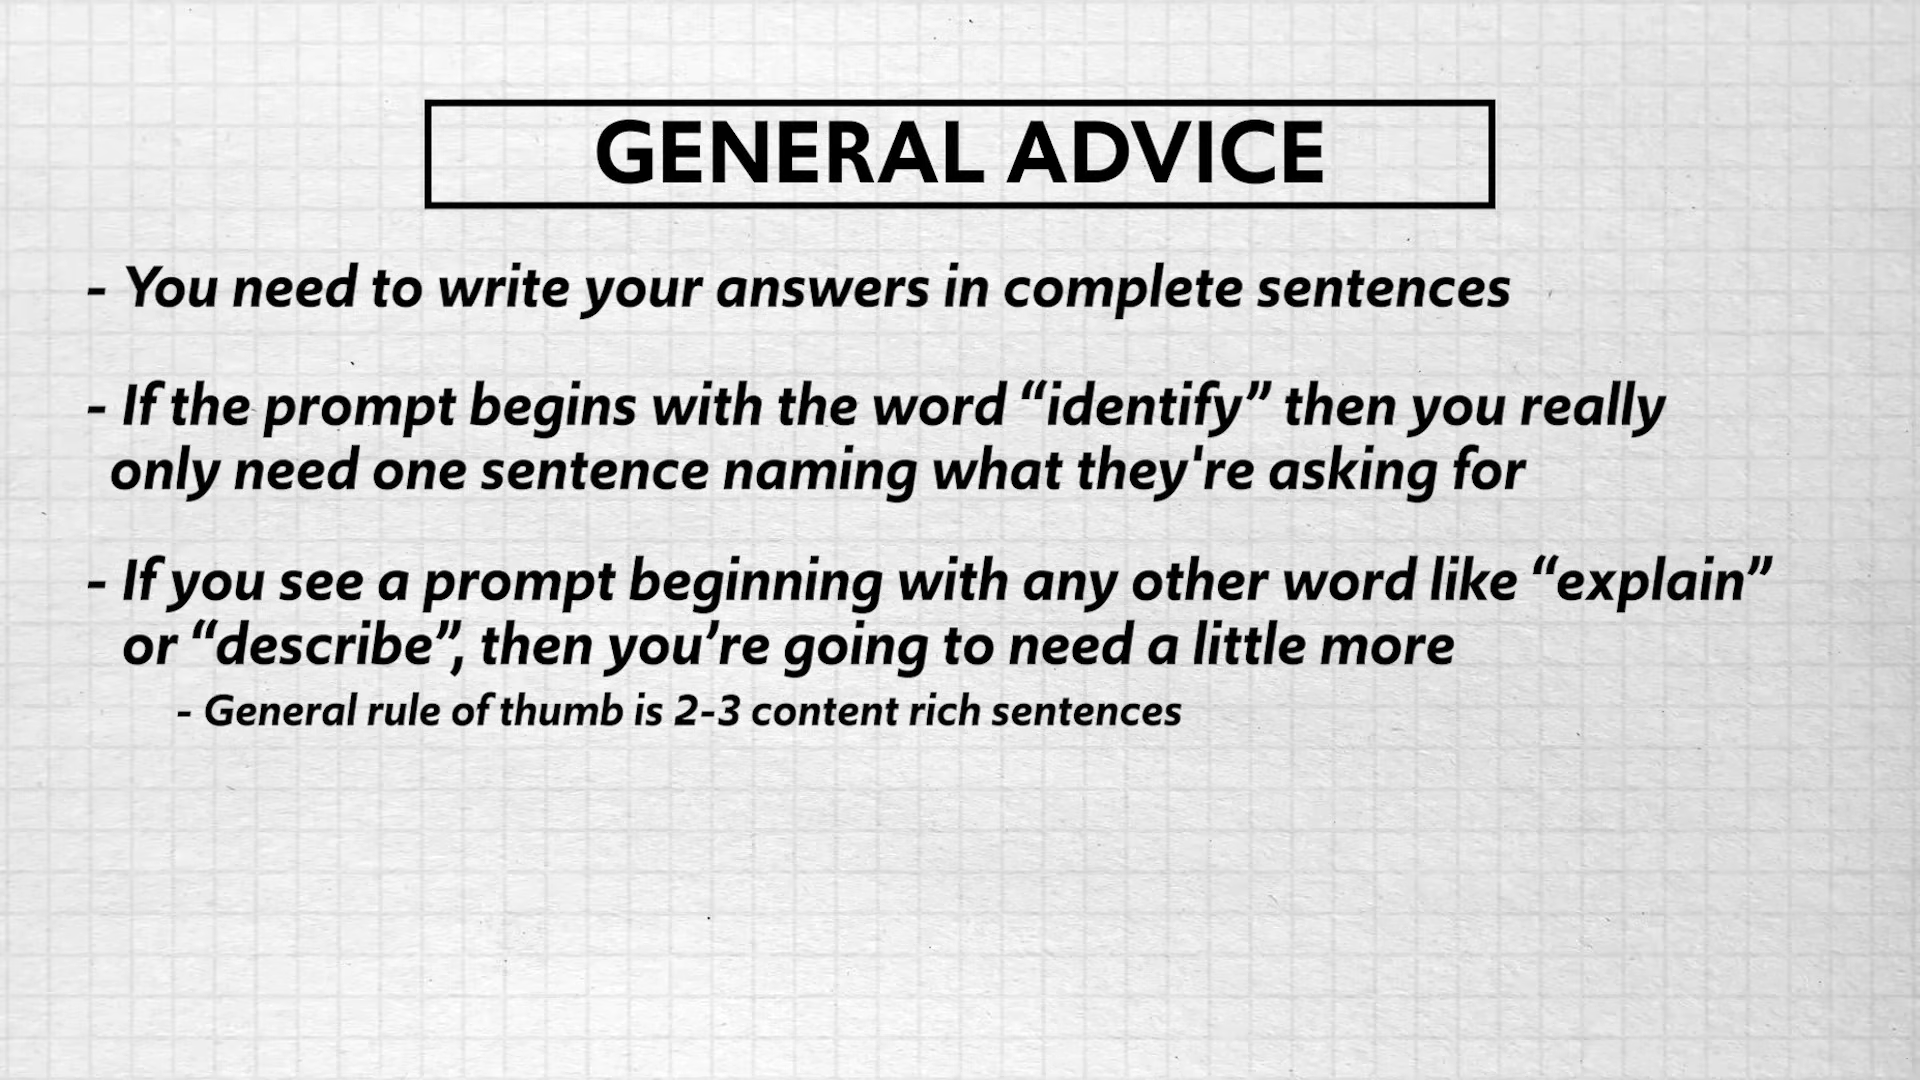 GENERAL ADVICE
- You need to write your answers in complete sentences
- If the prompt begins with the word “identify” then you really
only need one sentence naming what they're asking for
- If you see a prompt beginning with any other word like “explain”
or “describe”, then you’re going to need a little more
- General rule of thumb is 2-3 content rich sentences